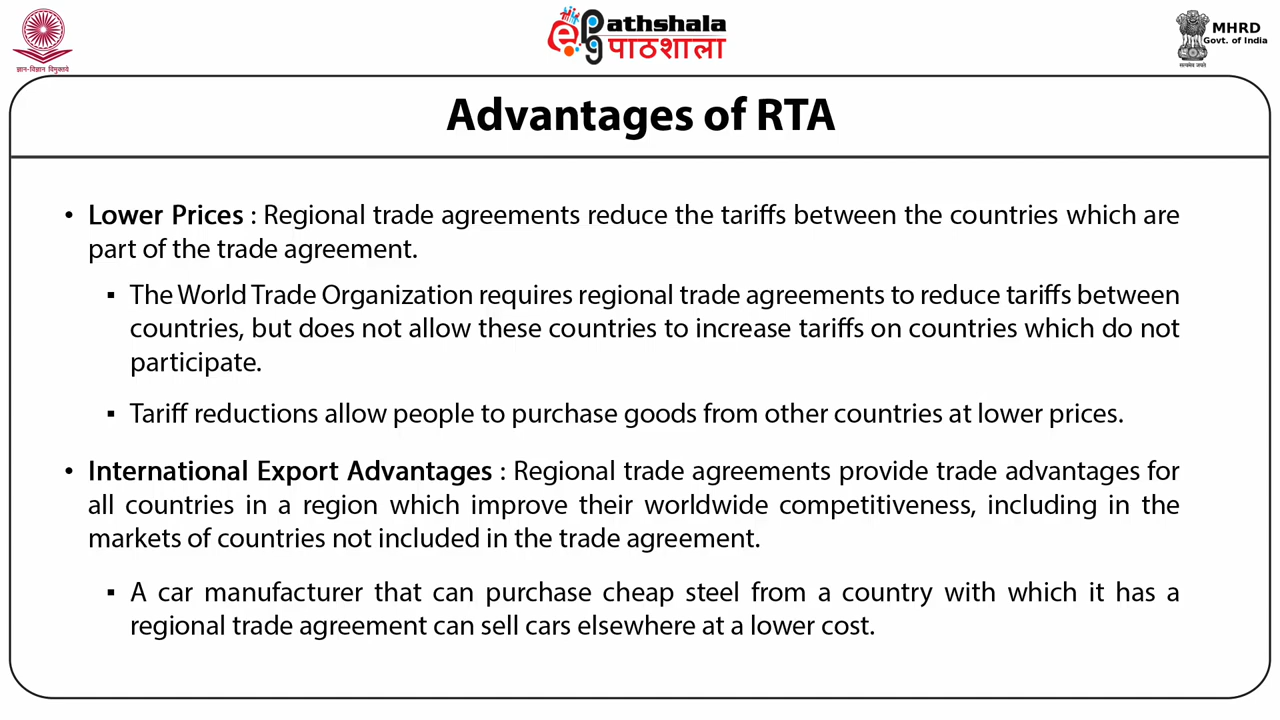 ज्ञान-विज्ञान विमुक्तये
ePathshala
पाठशाला
MHRD
Govt. of India
सत्यमेव जयते
Advantages of RTA
• Lower Prices : Regional trade agreements reduce the tariffs between the countries which are
part of the trade agreement.
▪ The World Trade Organization requires regional trade agreements to reduce tariffs between
countries, but does not allow these countries to increase tariffs on countries which do not
participate.
▪ Tariff reductions allow people to purchase goods from other countries at lower prices.
• International Export Advantages : Regional trade agreements provide trade advantages for
all countries in a region which improve their worldwide competitiveness, including in the
markets of countries not included in the trade agreement.
▪ A car manufacturer that can purchase cheap steel from a country with which it has a
regional trade agreement can sell cars elsewhere at a lower cost.